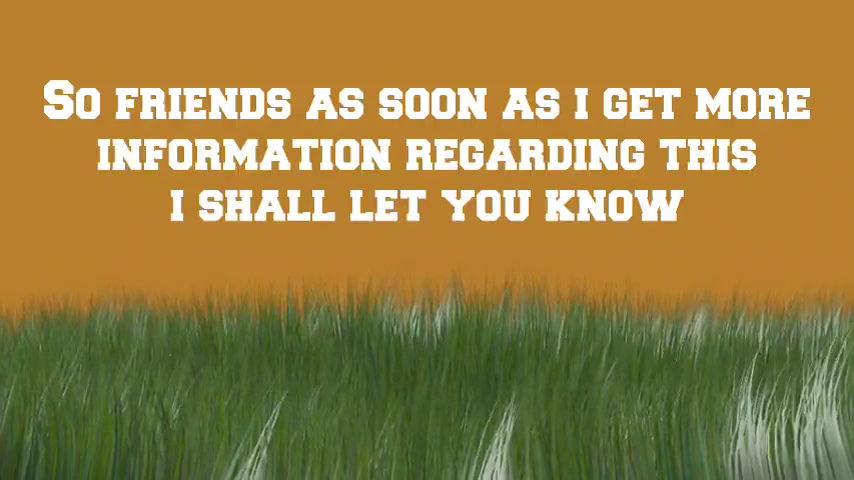 So friends as soon as i get more
information regarding this
i shall let you know